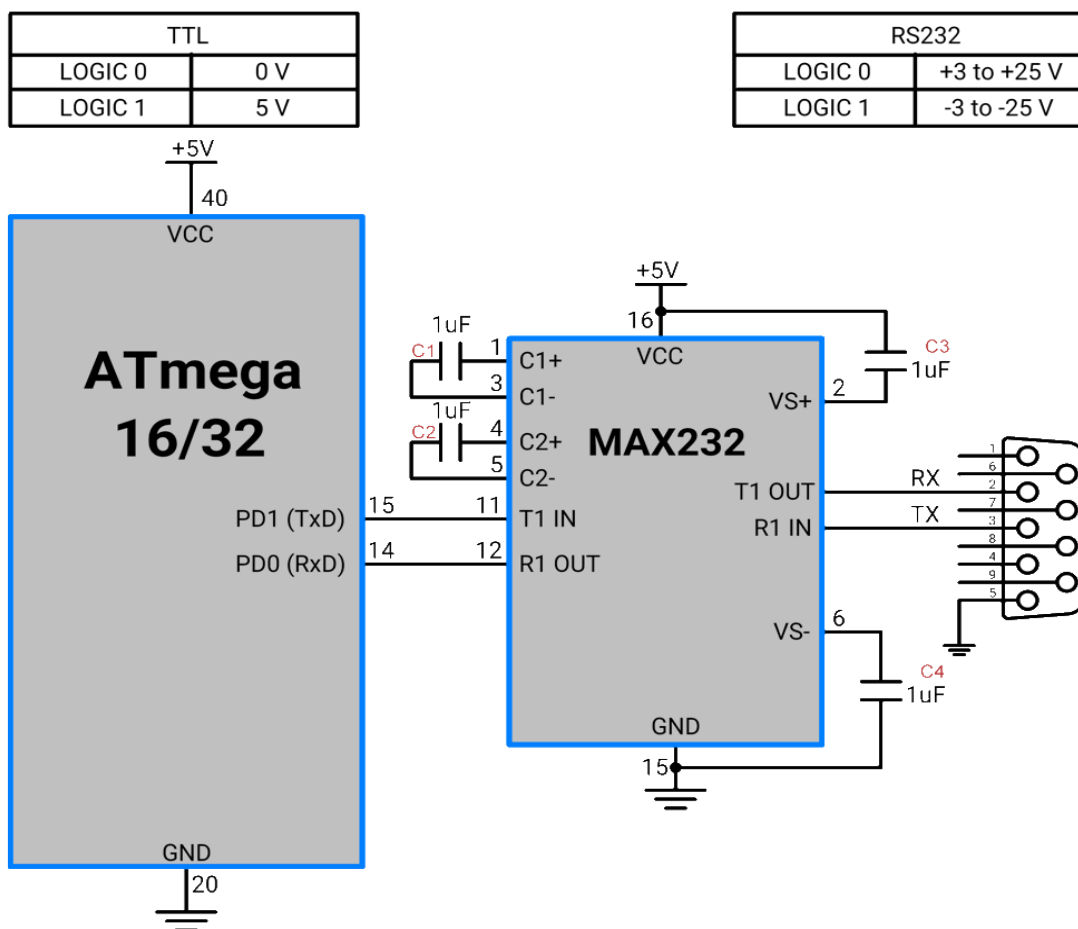 TTL
LOGIC 0 0 V
LOGIC 1 5 V
RS232
LOGIC 0 +3 to +25 V
LOGIC 1 -3 to -25 V
+5V
40
VCC
ATmega
16/32
PD1 (TxD) 15
PD0 (RxD) 14
GND
20
+5V
16
VCC
C1 1uF
1 C1+
3 C1-
C2 1uF
4 C2+
5 C2-
11 T1 IN
12 R1 OUT
MAX232
VS+ 2
C3
1uF
T1 OUT RX
R1 IN TX
VS- 6
C4
1uF
GND
15
1
6
2
7
3
8
4
9
5